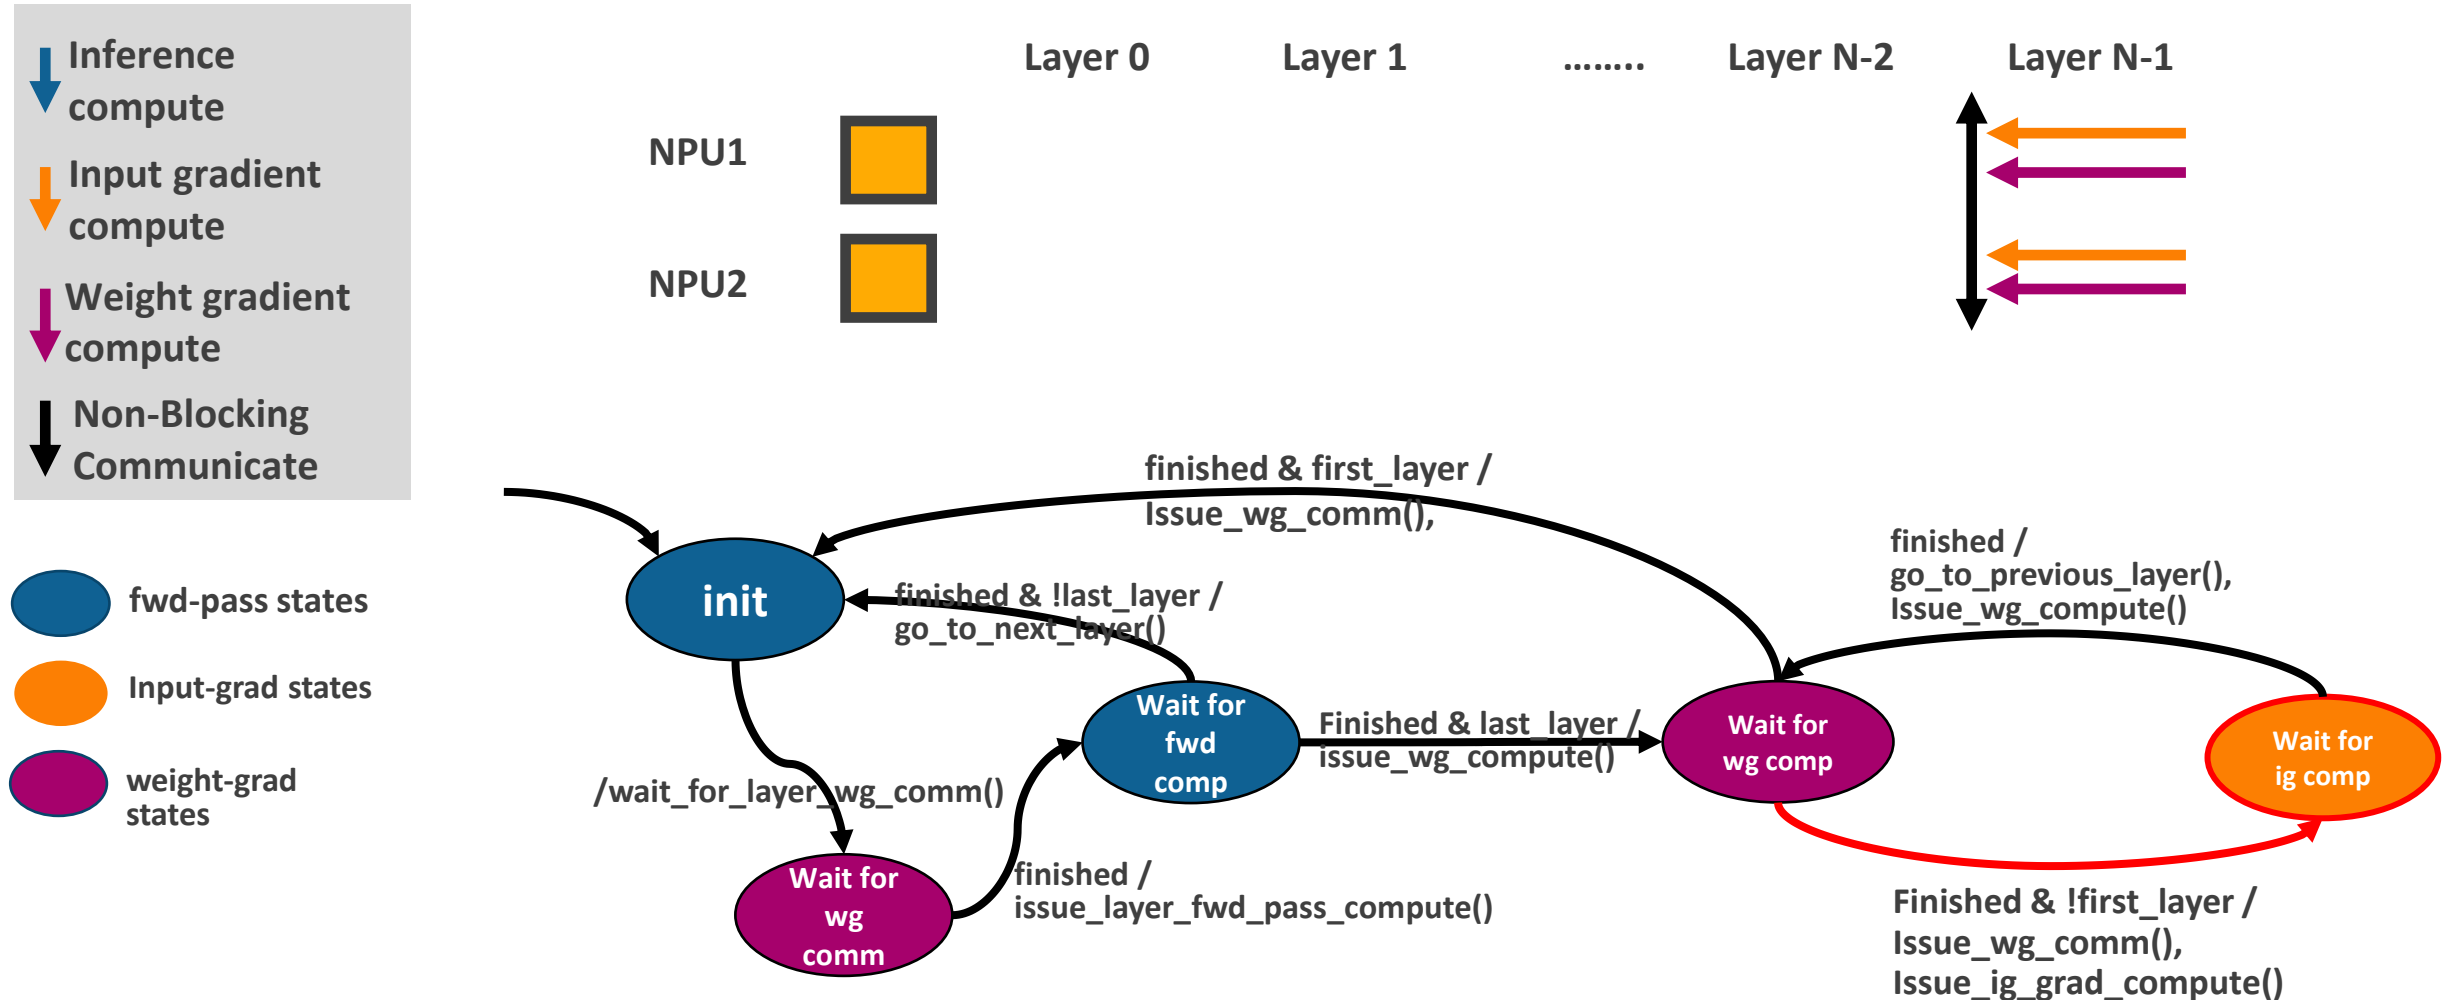 Inference
compute
Input gradient
compute
Weight gradient
compute
Non-Blocking
Communicate
fwd-pass states
Input-grad states
weight-grad
states
Layer 0
Layer 1
........
Layer N-2
Layer N-1
NPU1
NPU2
finished & first_layer /
Issue_wg_comm(),
init
finished & !last_layer /
go_to_next_layer()
/wait_for_layer_wg_comm()
Wait for
wg
comm
finished /
issue_layer_fwd_pass_compute()
Wait for
fwd
comp
Finished & last_layer /
issue_wg_compute()
Wait for
wg comp
finished /
go_to_previous_layer(),
Issue_wg_compute()
Wait for
ig comp
Finished & !first_layer /
Issue_wg_comm(),
Issue_ig_grad_compute()